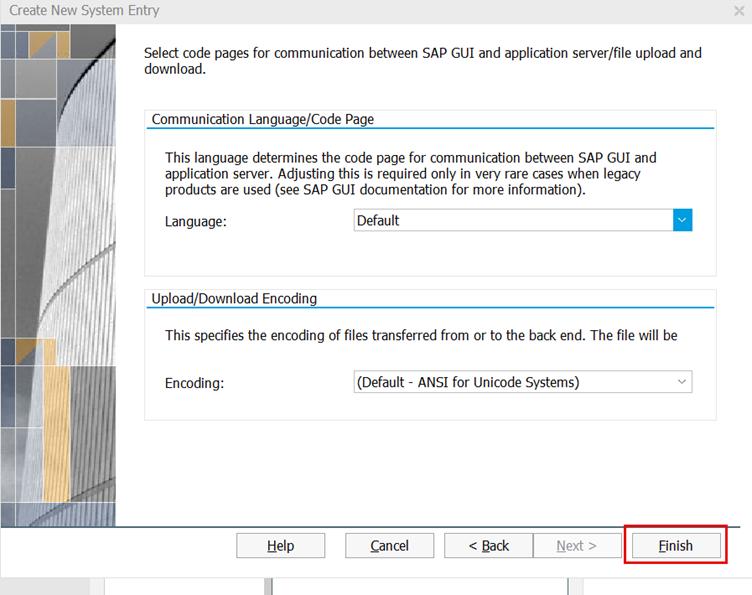 Create New System Entry
Select code pages for communication between SAP GUI and application server/file upload and
download.
Communication Language/Code Page
This language determines the code page for communication between SAP GUI and
application server. Adjusting this is required only in very rare cases when legacy
products are used (see SAP GUI documentation for more information).
Language:
Default
Upload/Download Encoding
This specifies the encoding of files transferred from or to the back end. The file will be
Encoding:
(Default - ANSI for Unicode Systems)
Help
Cancel
< Back
Next >
Finish